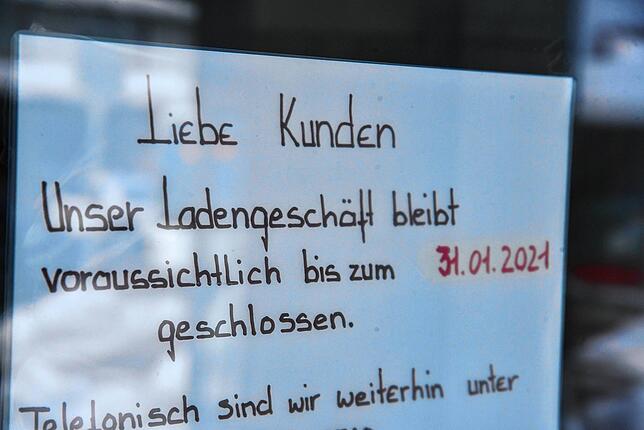 Liebe Kunden
Unser Ladengeschäft bleibt
voraussichtlich bis zum 31.01.2021
geschlossen.
Telefonisch sind wir weiterhin unter